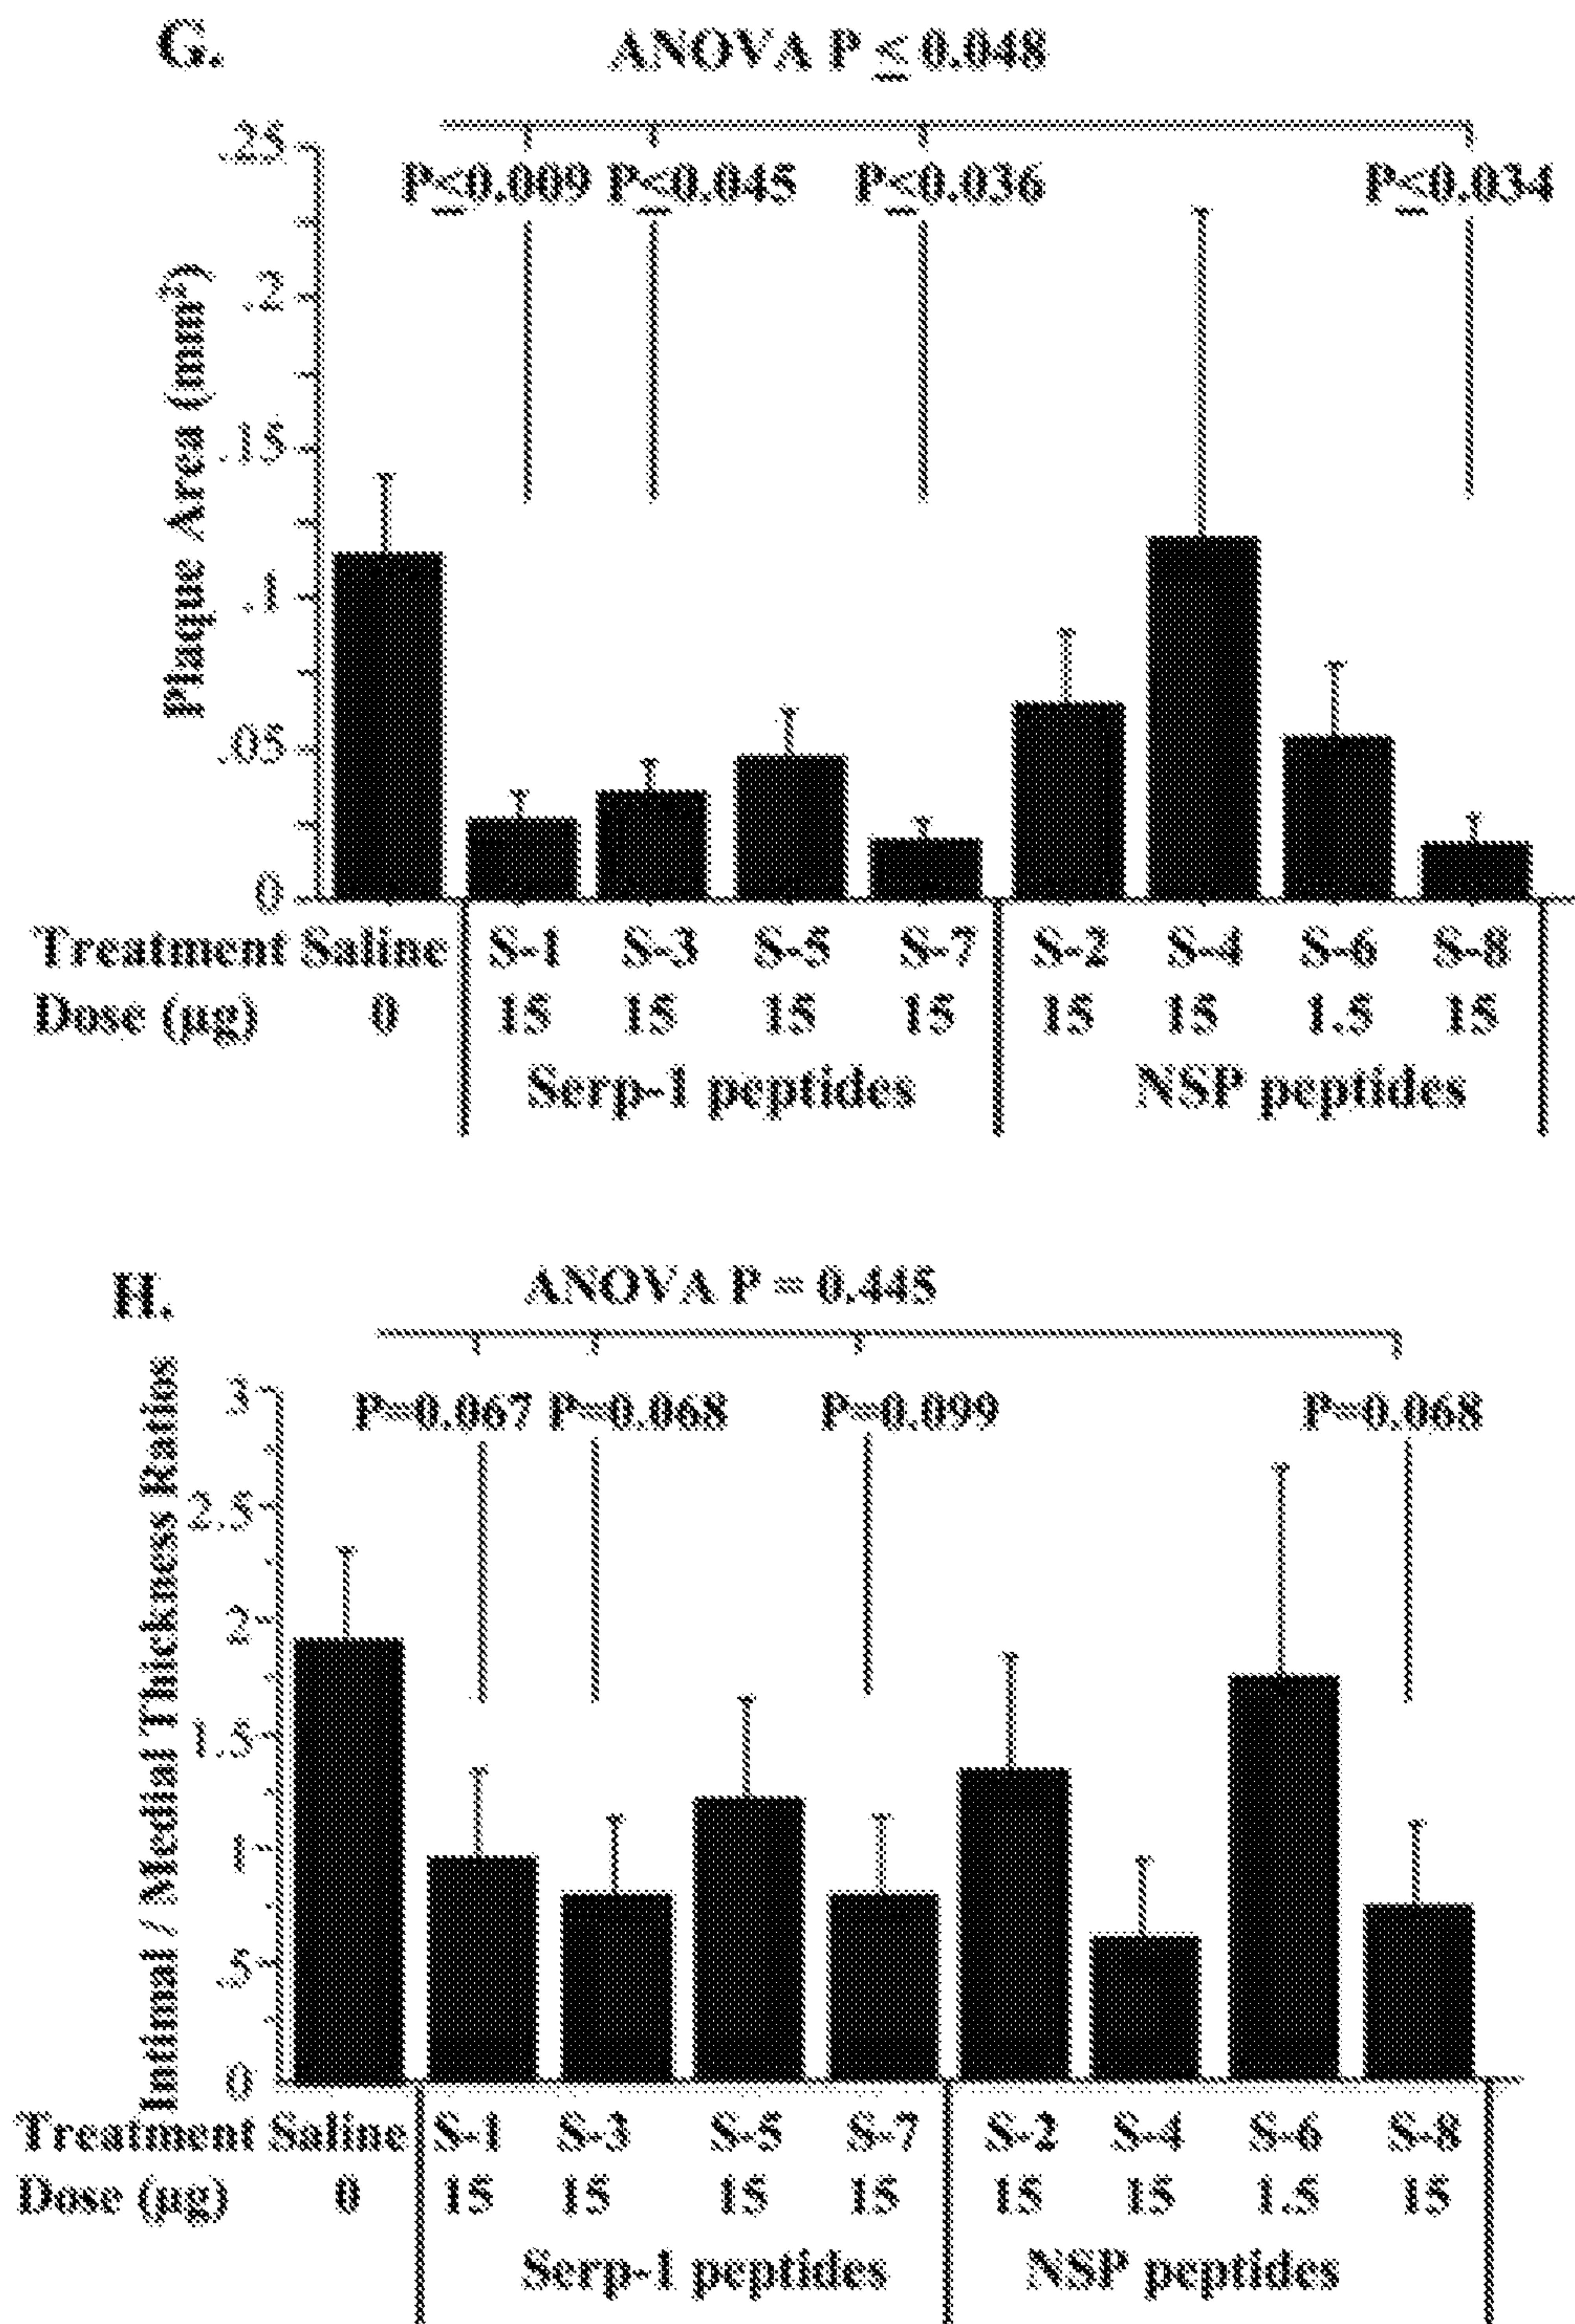 G.
ANOVA P ≤ 0.048
P≤0.009 P≤0.045 P≤0.036 P≤0.034
Plaque Area (mm²)
.25
.2
.15
.1
.05
0
Treatment Saline S-1 S-3 S-5 S-7 S-2 S-4 S-6 S-8
Dose (µg) 0 15 15 15 15 15 15 1.5 15
Serp-1 peptides NSP peptides
H.
ANOVA P = 0.445
P=0.067 P=0.068 P=0.099 P=0.068
Intimal / Medial Thickness Ratios
3
2.5
2
1.5
1
.5
0
Treatment Saline S-1 S-3 S-5 S-7 S-2 S-4 S-6 S-8
Dose (µg) 0 15 15 15 15 15 15 1.5 15
Serp-1 peptides NSP peptides